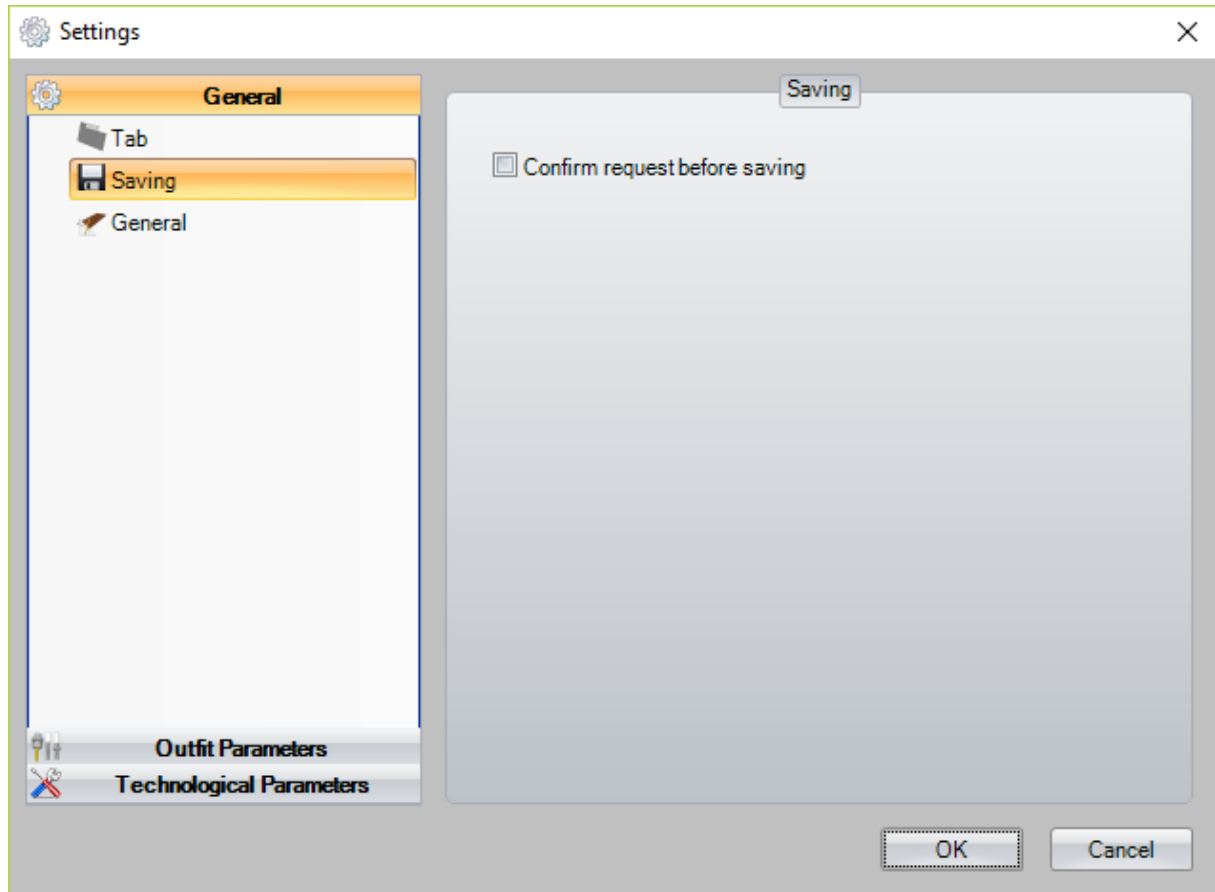 Settings
General
Tab
Saving
General
Outfit Parameters
Technological Parameters
Saving
Confirm request before saving
OK
Cancel